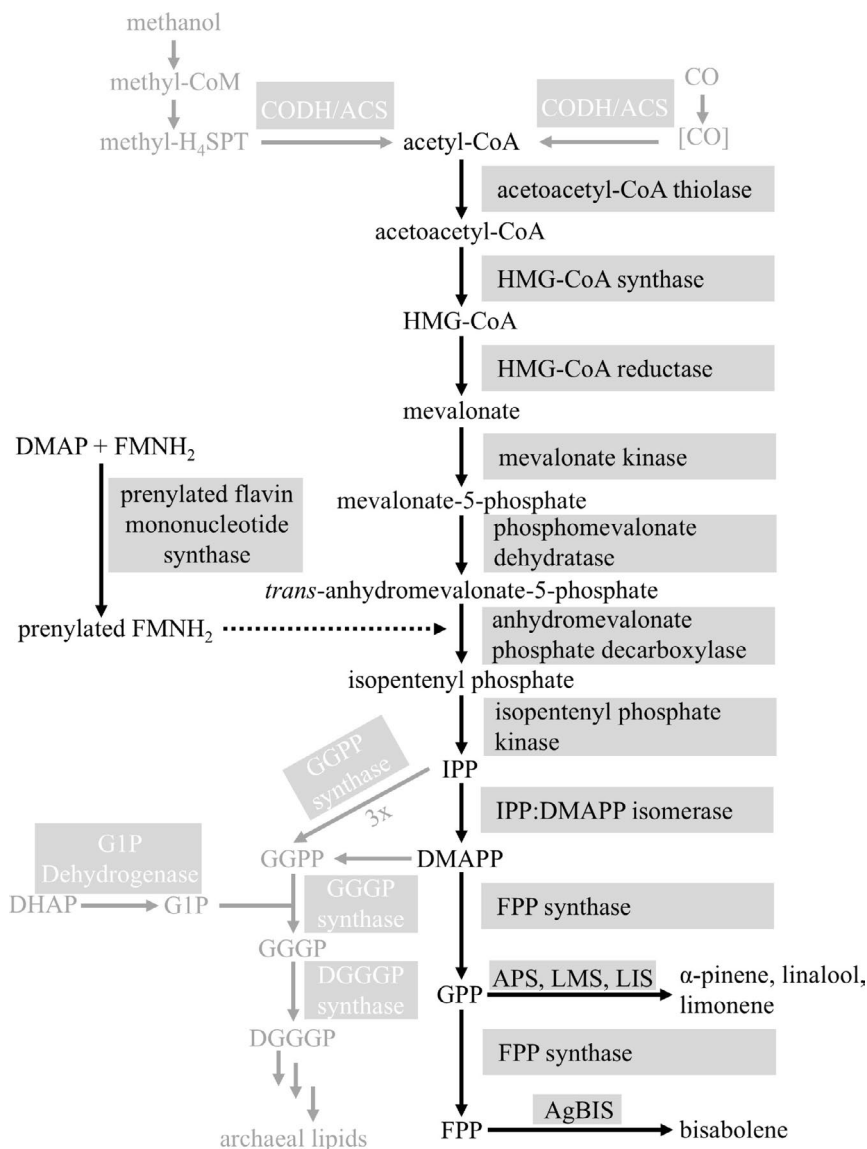 methanol
methyl-CoM
CODH/ACS
CODH/ACS
CO
methyl-H₄SPT
acetyl-CoA
[CO]
acetoacetyl-CoA thiolase
acetoacetyl-CoA
HMG-CoA synthase
HMG-CoA
HMG-CoA reductase
mevalonate
DMAP + FMNH₂
mevalonate kinase
prenylated flavin
mononucleotide
synthase
mevalonate-5-phosphate
phosphomevalonate
dehydratase
trans-anhydromevalonate-5-phosphate
prenylated FMNH₂
anhydromevalonate
phosphate decarboxylase
isopentenyl phosphate
isopentenyl phosphate
kinase
GGPP
synthase
IPP
3x
IPP:DMAPP isomerase
G1P
Dehydrogenase
GGPP
DMAPP
DHAP
G1P
GGGP
synthase
FPP synthase
GGGP
DGGGP
synthase
GPP
APS, LMS, LIS
α-pinene, linalool,
limonene
DGGGP
FPP synthase
archaeal lipids
FPP
AgBIS
bisabolene